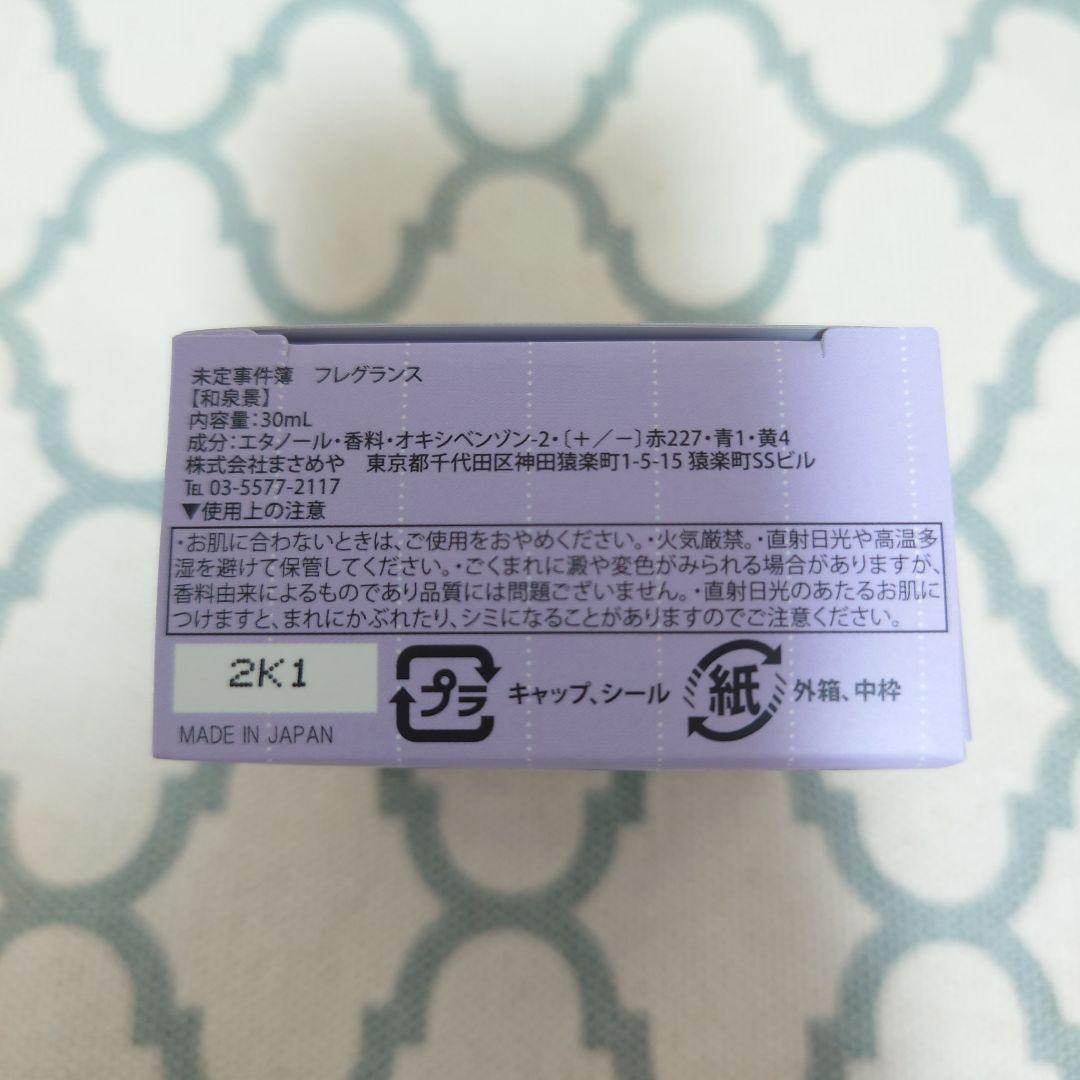 未定事件簿　フレグランス
【和泉景】
内容量：30mL
成分：エタノール・香料・オキシベンゾン-2・〔＋／－〕赤227・青1・黄4
株式会社まさめや　東京都千代田区神田猿楽町1-5-15 猿楽町SSビル
TEL 03-5577-2117
▼使用上の注意
・お肌に合わないときは、ご使用をおやめください。・火気厳禁。・直射日光や高温多
湿を避けて保管してください。・ごくまれに澱や変色がみられる場合がありますが、
香料由来によるものであり品質には問題ございません。・直射日光のあたるお肌に
つけますと、まれにかぶれたり、シミになることがありますのでご注意ください。
2K1
プラ キャップ、シール
紙 外箱、中枠
MADE IN JAPAN